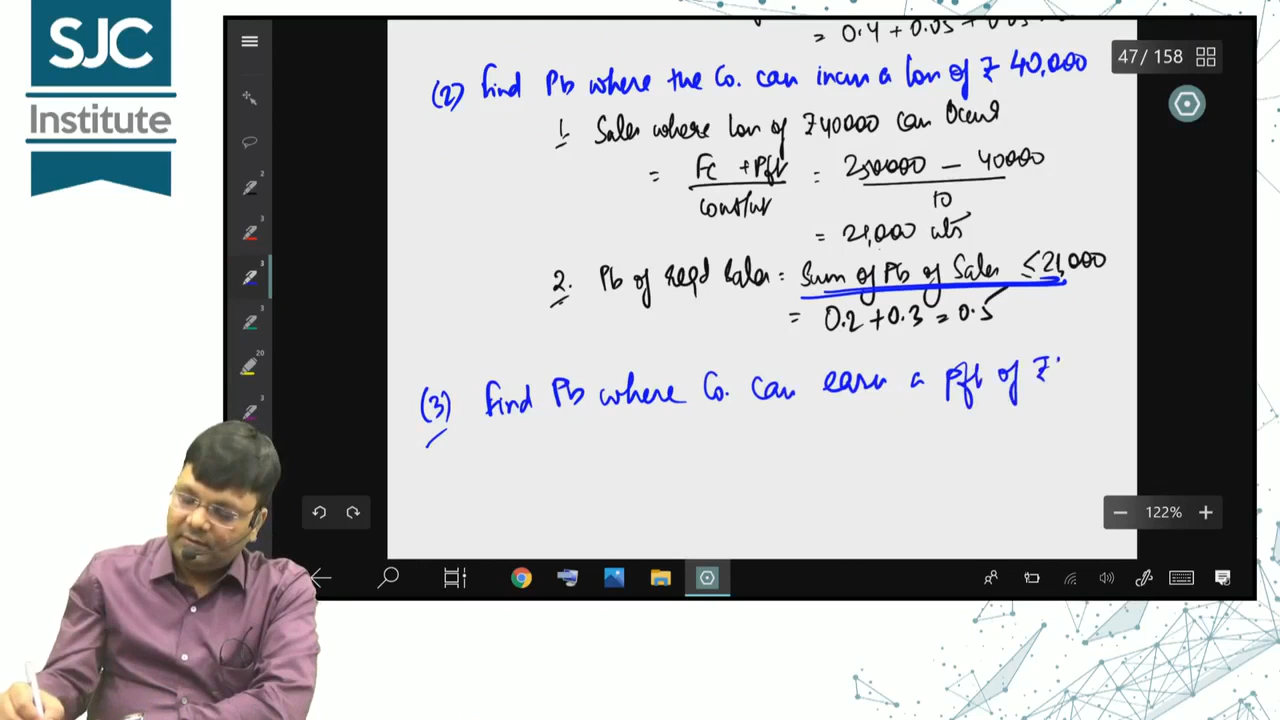 SJC
Institute
= 0.4 + 0.05 +
47 / 158
(2) Find Pb where the Co. can incur a loss of ₹ 40,000
1. Sales where loss of ₹40000 can Occur
= Fc + Pft / Cont/ut = 250000 – 40000 / 10
= 21,000 uts
2. Pb of reqd Sales = Sum of Pb of Sales ≤ 21,000
= 0.2 + 0.3 = 0.5
(3) Find Pb where Co. Can earn a Pft of ₹
122%